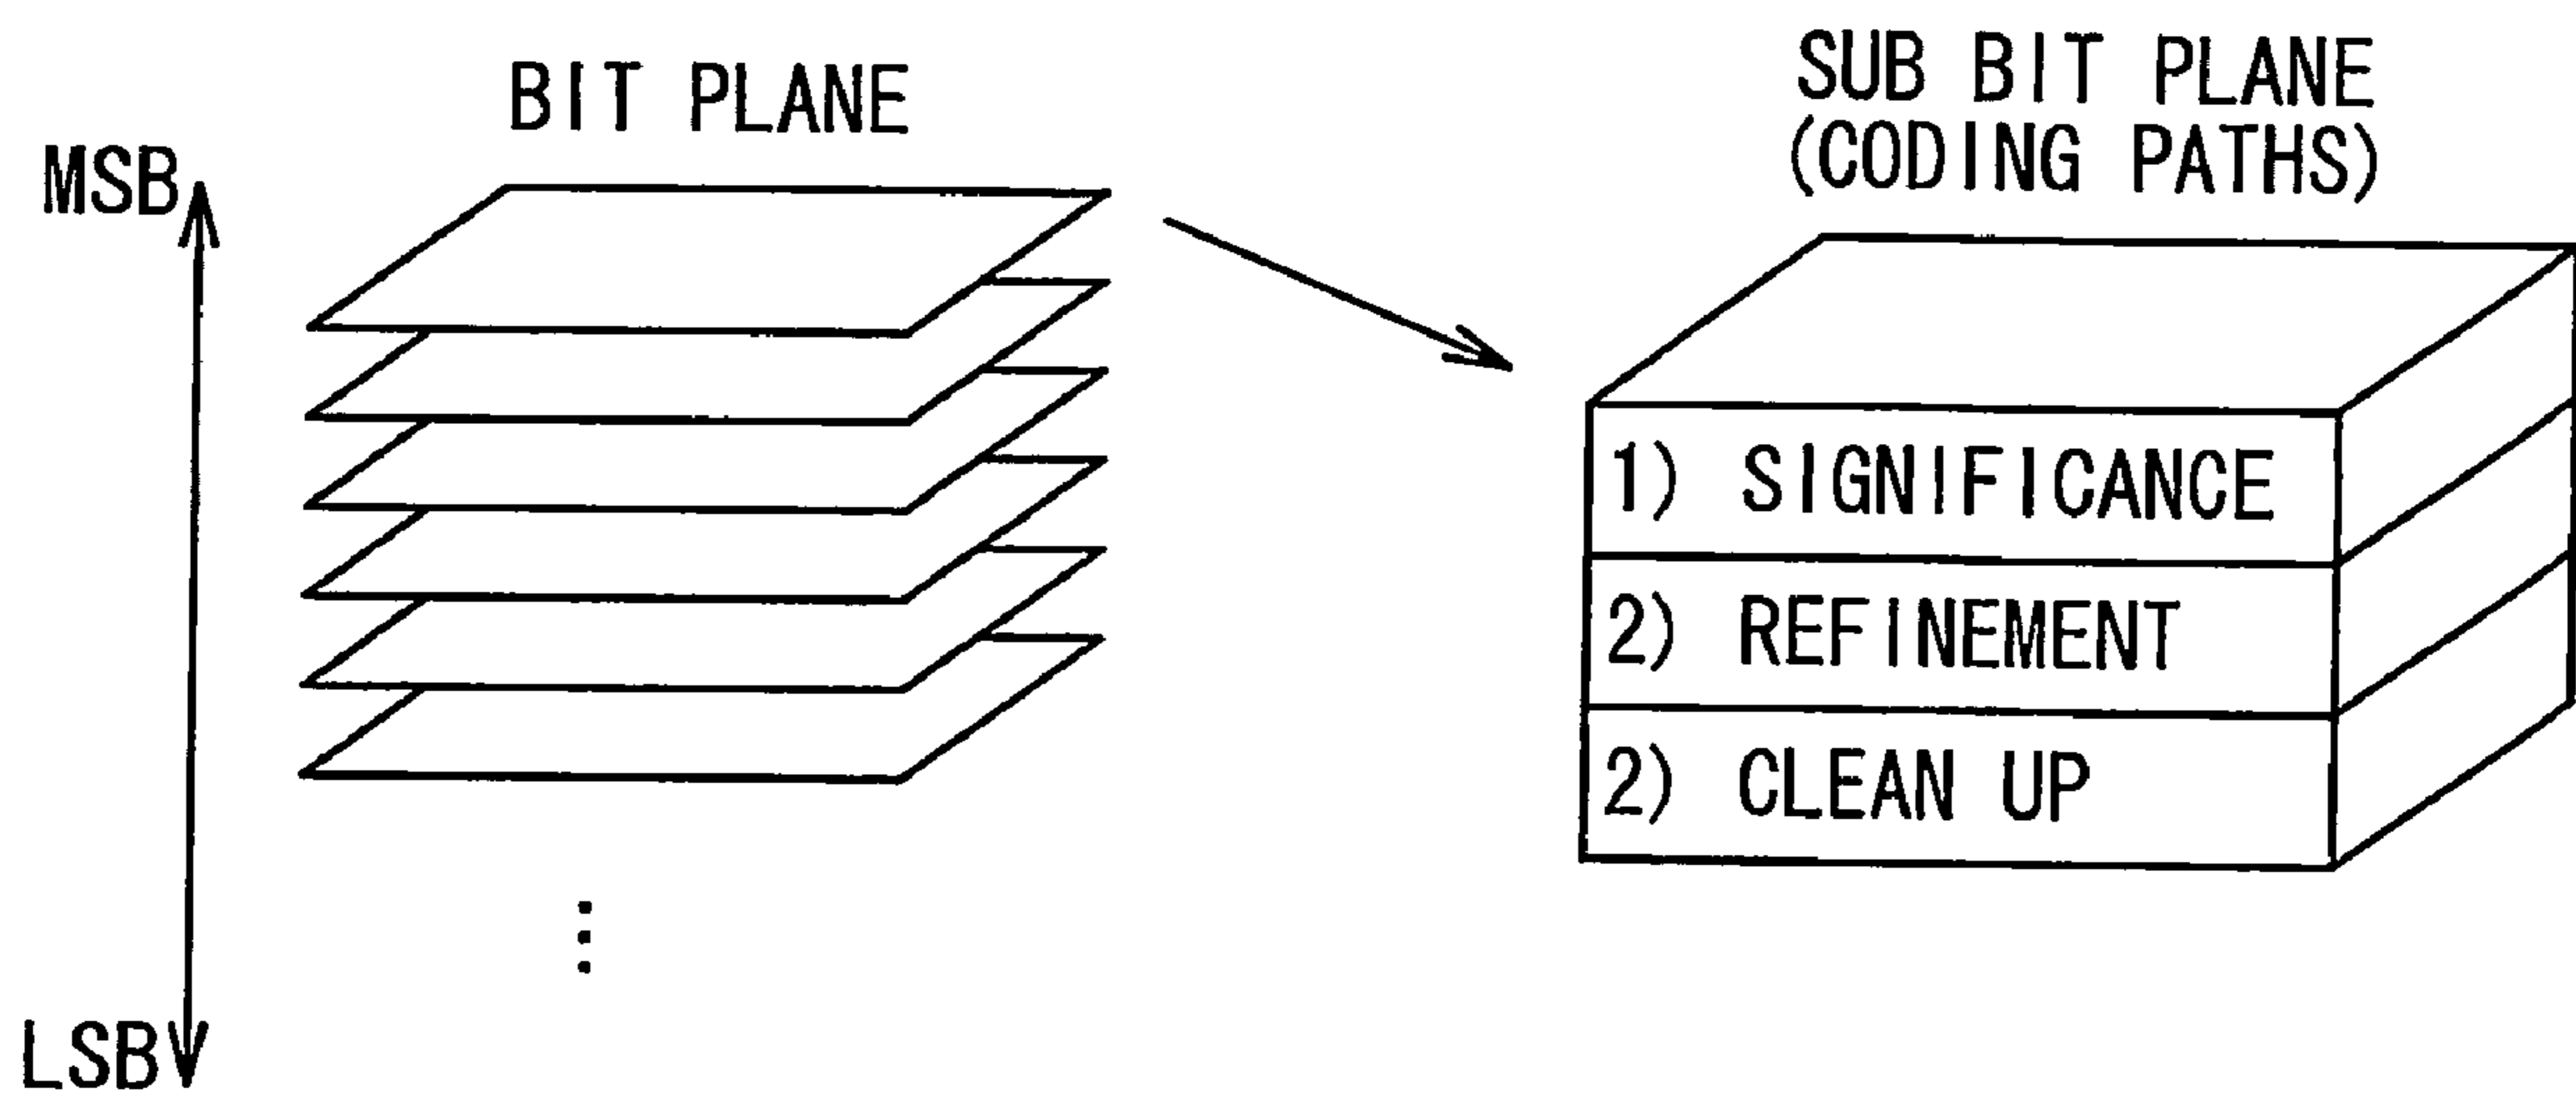 BIT PLANE
MSB
LSB
SUB BIT PLANE
(CODING PATHS)
1) SIGNIFICANCE
2) REFINEMENT
2) CLEAN UP